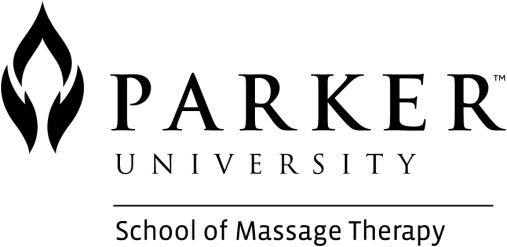 PARKER™
UNIVERSITY
School of Massage Therapy